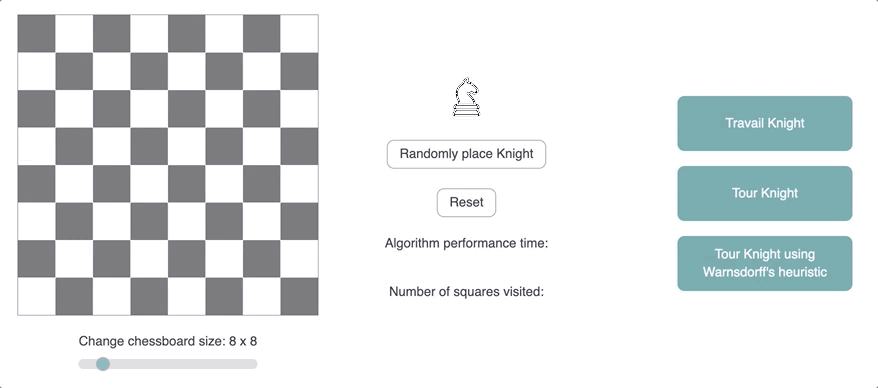 Randomly place Knight
Reset
Algorithm performance time:
Number of squares visited:
Change chessboard size: 8 x 8
Travail Knight
Tour Knight
Tour Knight using
Warnsdorff's heuristic